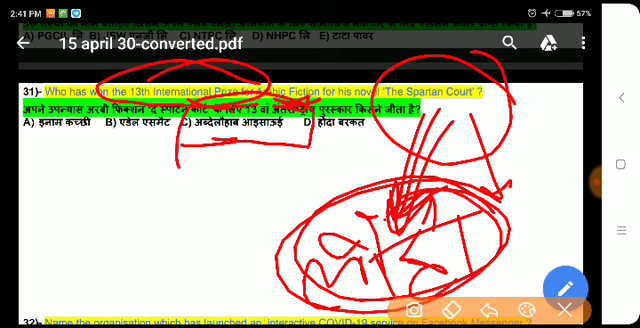 2:41 PM
57%
A) PGCIL लि B) JSW एनर्जी लि C) NTPC लि D) NHPC लि E) टाटा पावर
15 april 30-converted.pdf
31)- Who has won the 13th International Prize for Arabic Fiction for his novel 'The Spartan Court' ?
अपने उपन्यास अरबी फिक्शन 'द स्पार्टन कोर्ट' के लिए 13 वां अंतर्राष्ट्रीय पुरस्कार किसने जीता है?
A) इनाम कच्छी B) एडेल एसमैट C) अब्देलौहाब आइसाऊई D) होदा बरकत
32)- Name the organisation which has launched an interactive COVID-19 service on Facebook Messenger ?